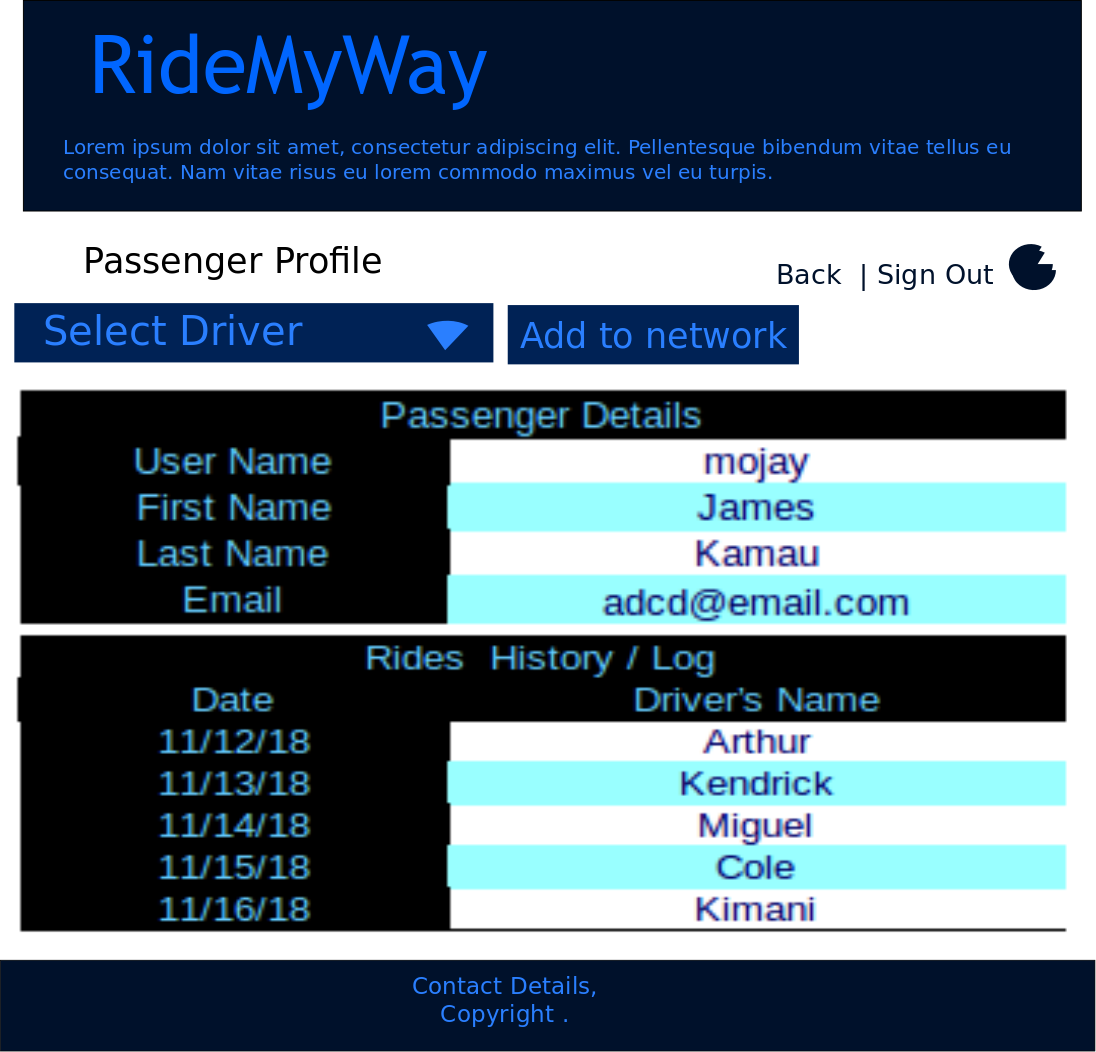 RideMyWay
Lorem ipsum dolor sit amet, consectetur adipiscing elit. Pellentesque bibendum vitae tellus eu
consequat. Nam vitae risus eu lorem commodo maximus vel eu turpis.
Passenger Profile
Back | Sign Out
Select Driver
Add to network
Passenger Details
User Name mojay
First Name James
Last Name Kamau
Email adcd@email.com
Rides History / Log
Date Driver's Name
11/12/18 Arthur
11/13/18 Kendrick
11/14/18 Miguel
11/15/18 Cole
11/16/18 Kimani
Contact Details,
Copyright .